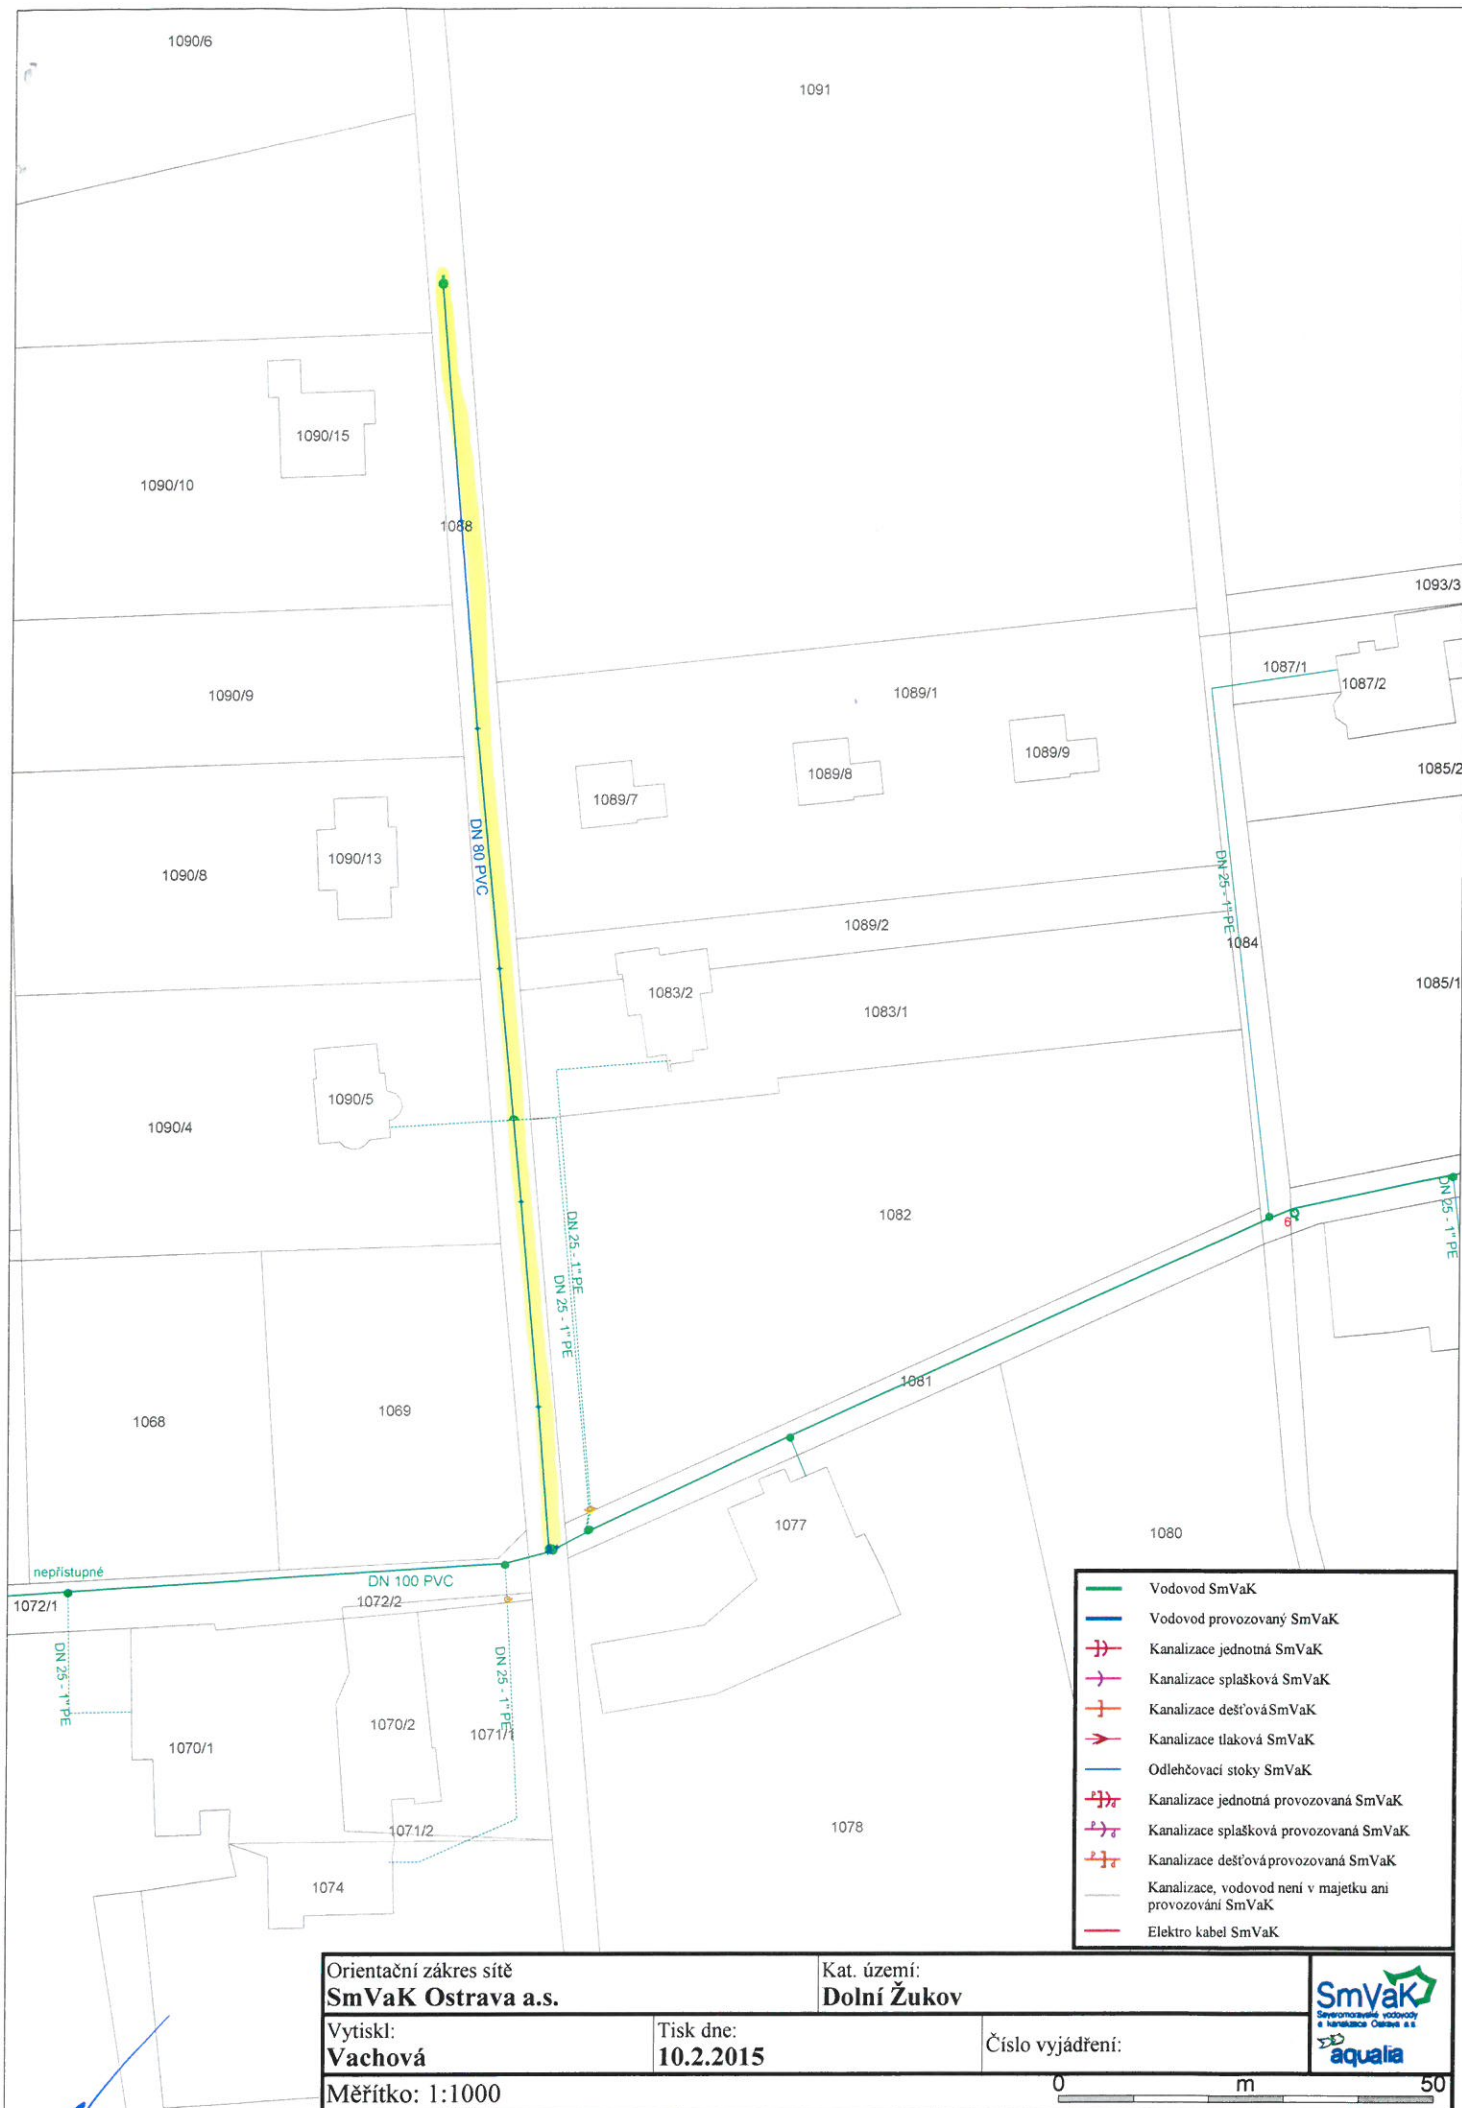 1090/6
1091
1090/15
1090/10
1088
1093/3
1087/1
1087/2
1090/9
1089/1
1089/9
1089/8
1085/2
1089/7
DN 80 PVC
1090/13
1090/8
DN 25 - 1" PE
1089/2
1084
1083/2
1085/1
1083/1
1090/5
1090/4
1082
6
DN 25 - 1" PE
DN 25 - 1" PE
DN 25 - 1" PE
1081
1069
1068
1077
1080
nepřístupné
DN 100 PVC
1072/1
1072/2
DN 25 - 1" PE
DN 25 - 1" PE
1070/2
1071/1
1070/1
1071/2
1078
1074
Vodovod SmVaK
Vodovod provozovaný SmVaK
Kanalizace jednotná SmVaK
Kanalizace splašková SmVaK
Kanalizace dešťová SmVaK
Kanalizace tlaková SmVaK
Odlehčovací stoky SmVaK
Kanalizace jednotná provozovaná SmVaK
Kanalizace splašková provozovaná SmVaK
Kanalizace dešťová provozovaná SmVaK
Kanalizace, vodovod není v majetku ani
provozování SmVaK
Elektro kabel SmVaK
Orientační zákres sítě
SmVaK Ostrava a.s.
Kat. území:
Dolní Žukov
SmVaK
Severomoravské vodovody
a kanalizace Ostrava a.s.
aqualia
Vytiskl:
Vachová
Tisk dne:
10.2.2015
Číslo vyjádření:
Měřítko: 1:1000
0 m 50